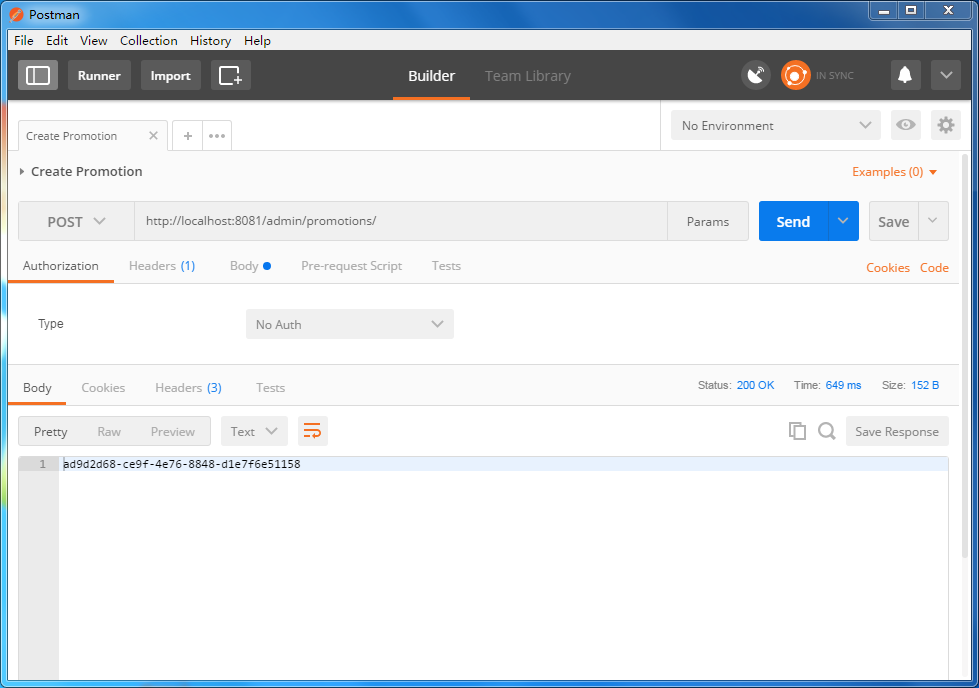 Postman
File Edit View Collection History Help
Runner Import Builder Team Library IN SYNC
Create Promotion No Environment
Create Promotion Examples (0)
POST http://localhost:8081/admin/promotions/ Params Send Save
Authorization Headers (1) Body Pre-request Script Tests Cookies Code
Type No Auth
Body Cookies Headers (3) Tests Status: 200 OK Time: 649 ms Size: 152 B
Pretty Raw Preview Text Save Response
1 ad9d2d68-ce9f-4e76-8848-d1e7f6e51158